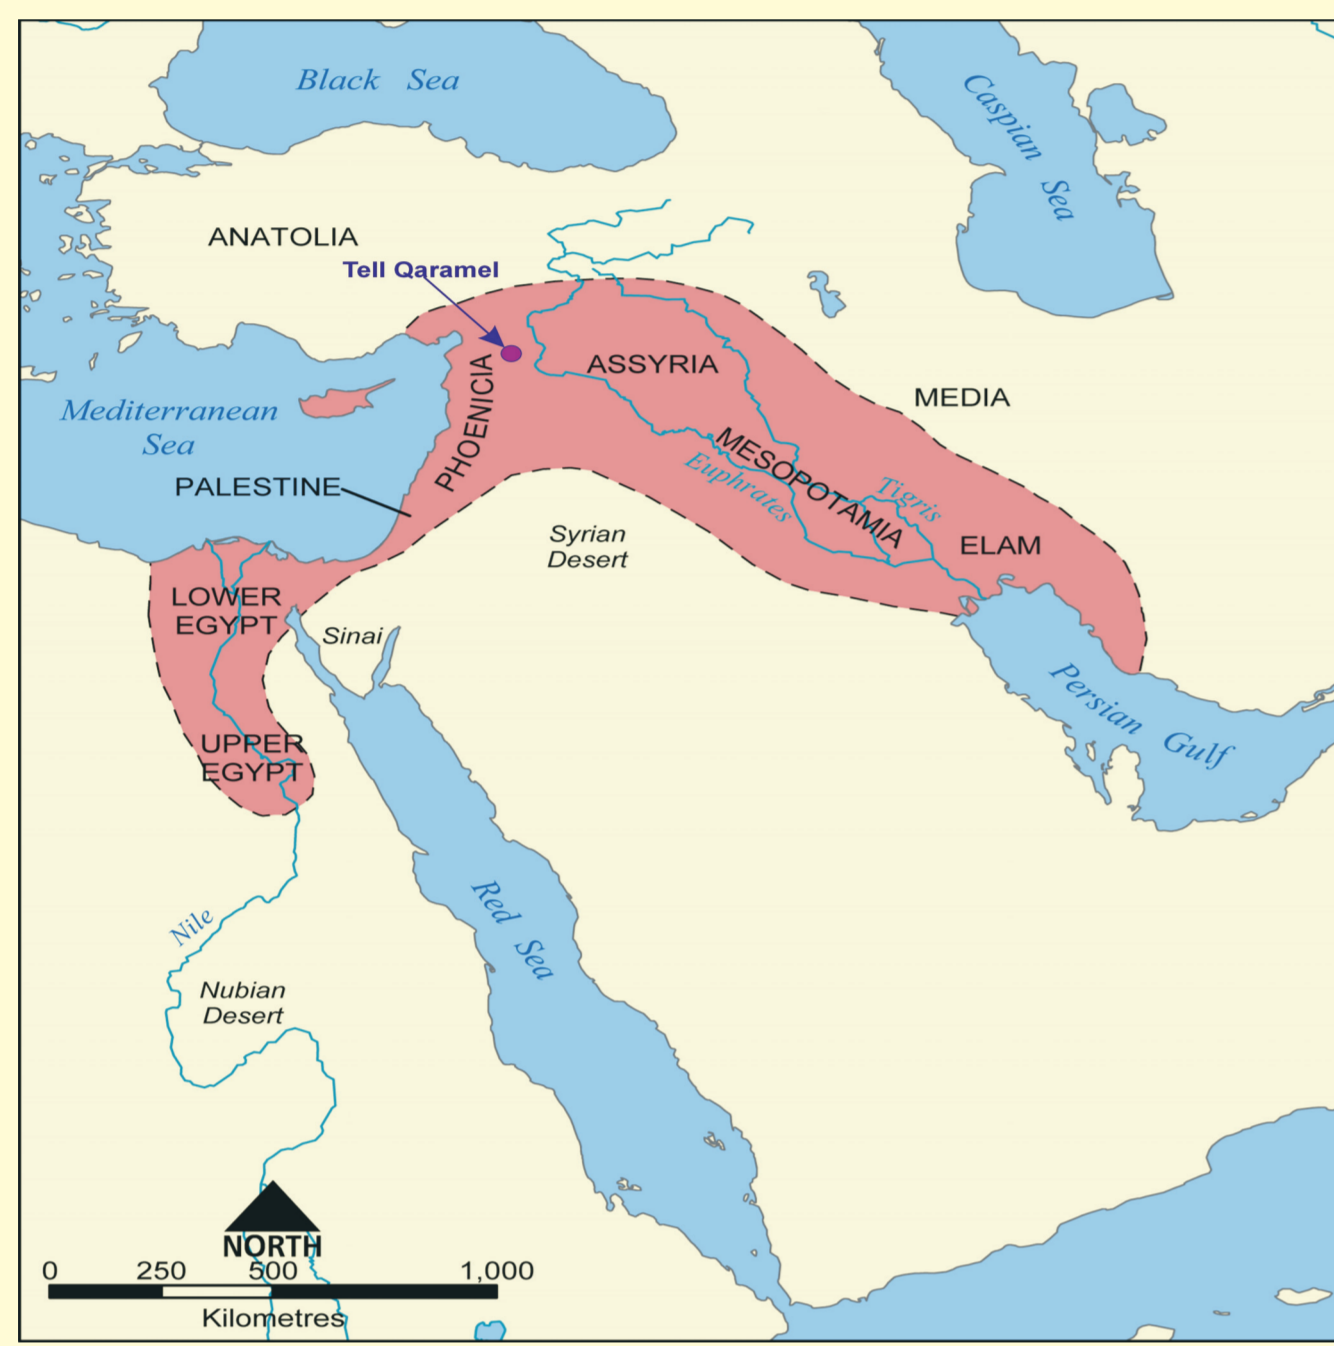 Black Sea
Caspian Sea
ANATOLIA
Tell Qaramel
ASSYRIA
MEDIA
PHOENICIA
Mediterranean
Sea
PALESTINE
MESOPOTAMIA
Euphrates
Tigris
Syrian
Desert
ELAM
LOWER
EGYPT
Sinai
Persian Gulf
UPPER
EGYPT
Red Sea
Nile
Nubian
Desert
NORTH
0 250 500 1,000
Kilometres